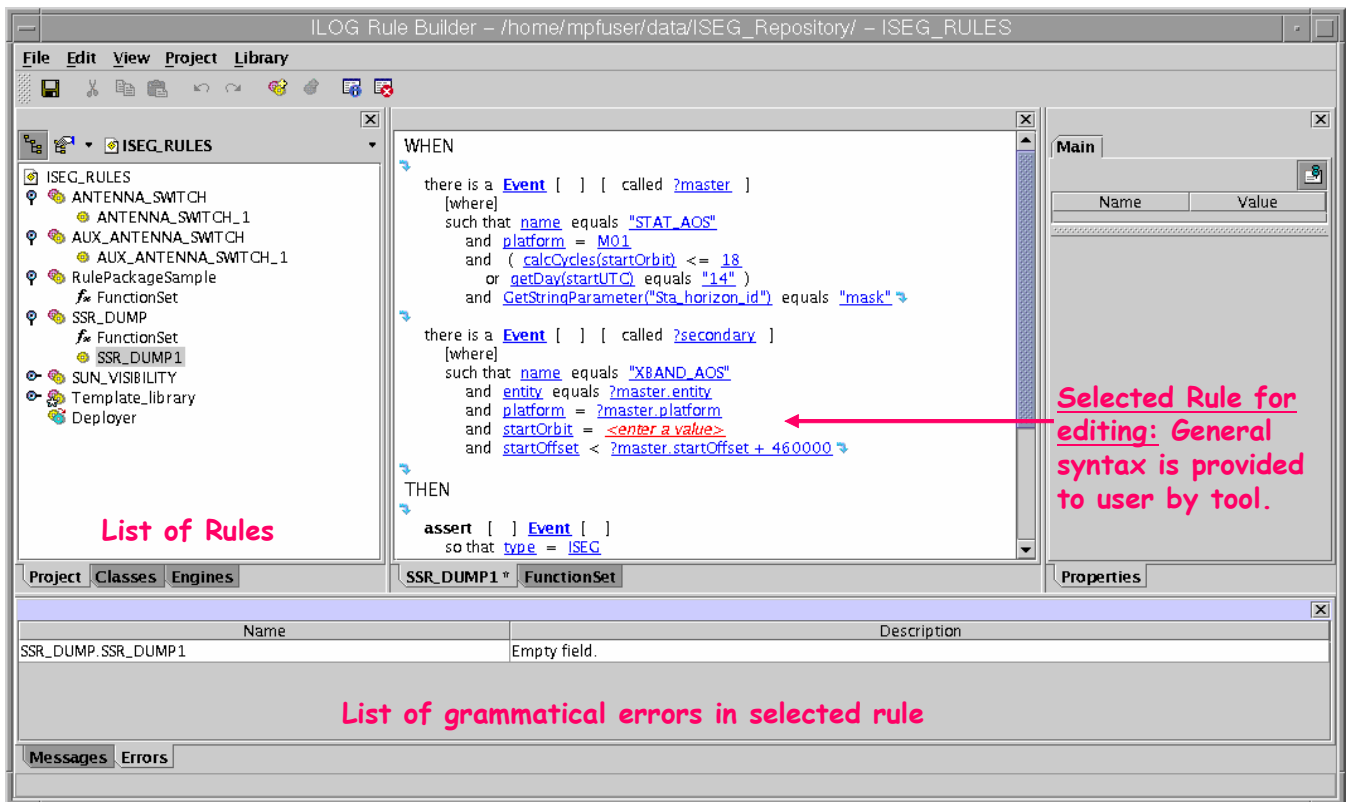 ILOG Rule Builder – /home/mpfuser/data/ISEG_Repository/ – ISEG_RULES
File Edit View Project Library
ISEG_RULES
ISEG_RULES
ANTENNA_SWITCH
ANTENNA_SWITCH_1
AUX_ANTENNA_SWITCH
AUX_ANTENNA_SWITCH_1
RulePackageSample
fx FunctionSet
SSR_DUMP
fx FunctionSet
SSR_DUMP1
SUN_VISIBILITY
Template_library
Deployer
List of Rules
Project Classes Engines
WHEN
there is a Event [ ] [ called ?master ]
[where]
such that name equals "STAT_AOS"
and platform = M01
and ( calcCycles(startOrbit) <= 18
or getDay(startUTC) equals "14" )
and GetStringParameter("Sta_horizon_id") equals "mask"
there is a Event [ ] [ called ?secondary ]
[where]
such that name equals "XBAND_AOS"
and entity equals ?master.entity
and platform = ?master.platform
and startOrbit = <enter a value>
and startOffset < ?master.startOffset + 460000
THEN
assert [ ] Event [ ]
so that type = ISEG
SSR_DUMP1 * FunctionSet
Main
Name Value
Selected Rule for
editing: General
syntax is provided
to user by tool.
Properties
Name Description
SSR_DUMP.SSR_DUMP1 Empty field.
List of grammatical errors in selected rule
Messages Errors